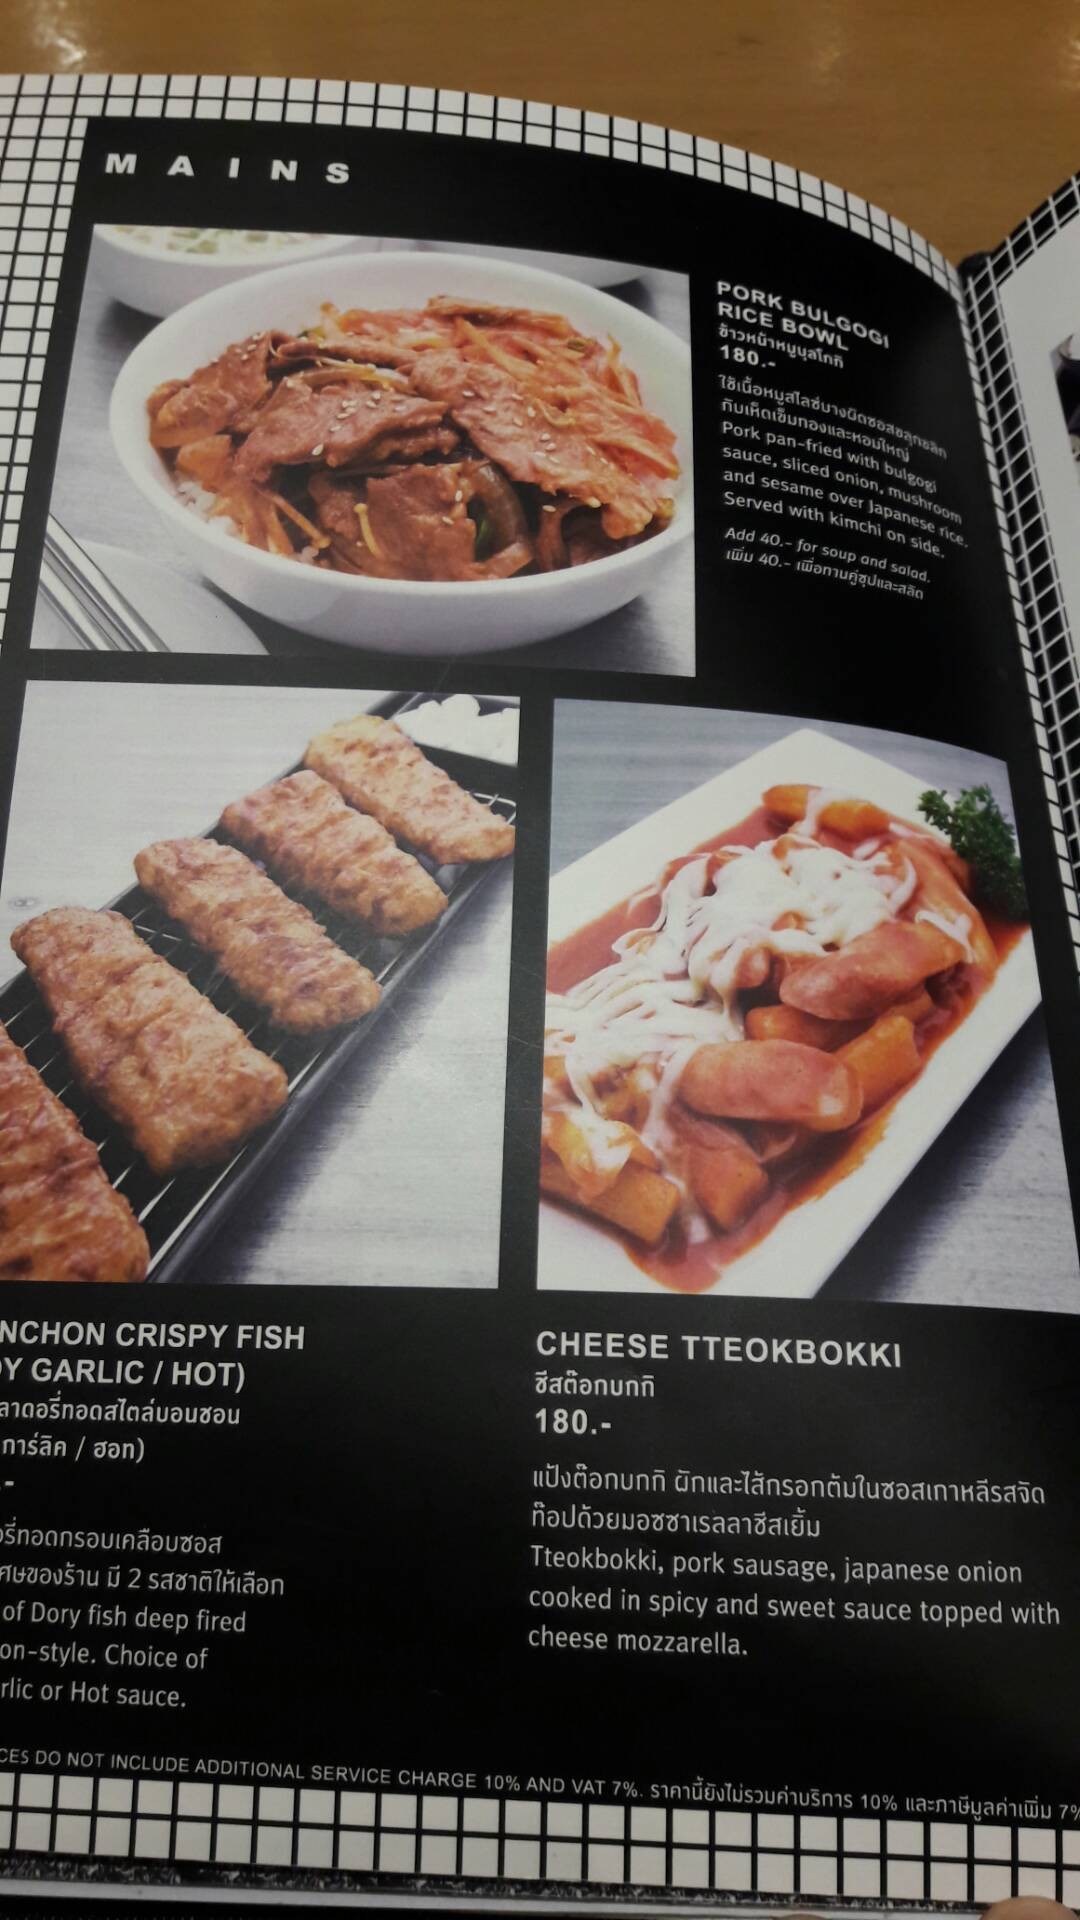 MAINS
PORK BULGOGI
RICE BOWL
ข้าวหน้าหมูบุลโกกิ
180.-
ใช้เนื้อหมูสไลซ์บางผัดซอสขลุกขลิก
กับเห็ดเข็มทองและหอมใหญ่
Pork pan-fried with bulgogi
sauce, sliced onion, mushroom
and sesame over Japanese rice.
Served with kimchi on side.
Add 40.- for soup and salad.
เพิ่ม 40.- เพื่อทานคู่ซุปและสลัด
NCHON CRISPY FISH
Y GARLIC / HOT)
ลาดอรี่ทอดสไตล์บอนชอน
การ์ลิค / ฮอท)
.-
รี่ทอดกรอบเคลือบซอส
ศษของร้าน มี 2 รสชาติให้เลือก
of Dory fish deep fired
on-style. Choice of
rlic or Hot sauce.
CHEESE TTEOKBOKKI
ชีสต๊อกบกกิ
180.-
แป้งต๊อกบกกิ ผักและไส้กรอกต้มในซอสเกาหลีรสจัด
ท๊อปด้วยมอซซาเรลลาชีสเยิ้ม
Tteokbokki, pork sausage, japanese onion
cooked in spicy and sweet sauce topped with
cheese mozzarella.
CES DO NOT INCLUDE ADDITIONAL SERVICE CHARGE 10% AND VAT 7%. ราคานี้ยังไม่รวมค่าบริการ 10% และภาษีมูลค่าเพิ่ม 7%